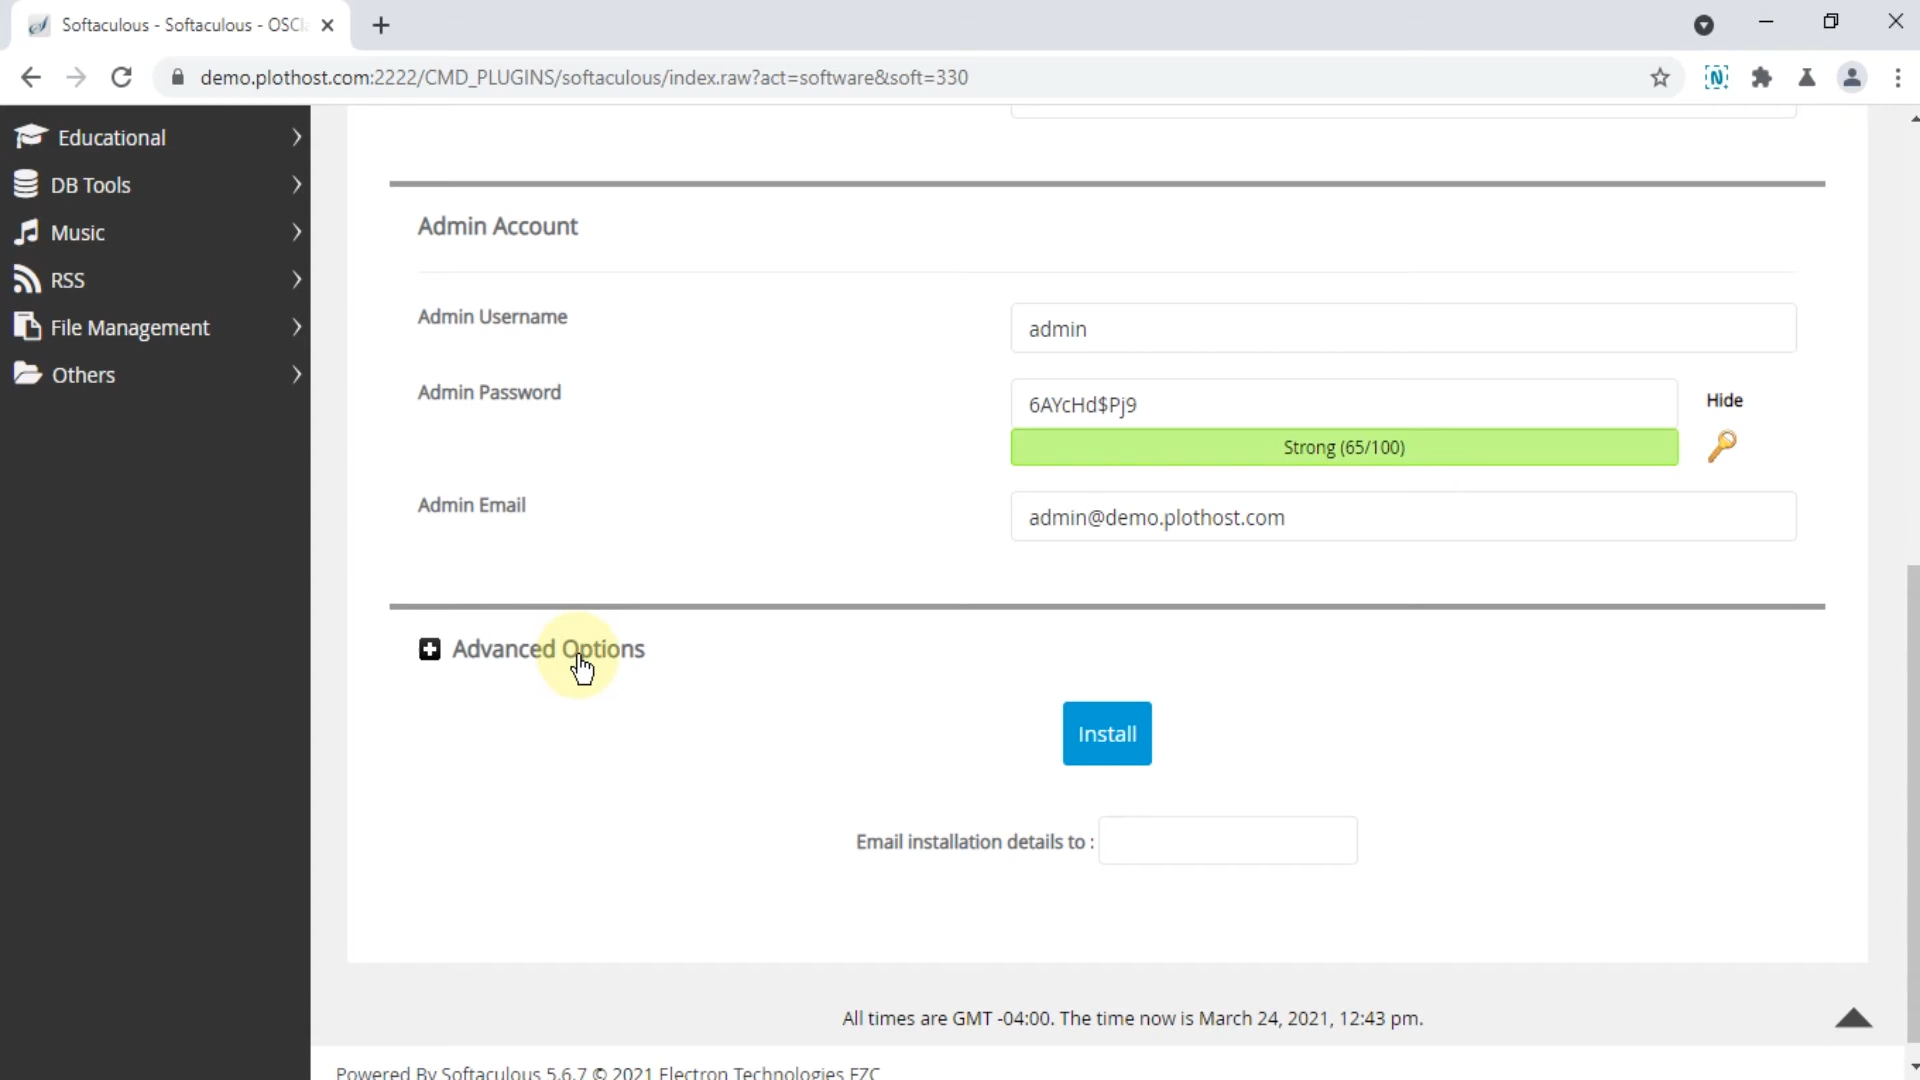 Softaculous - Softaculous - OSCl
demo.plothost.com:2222/CMD_PLUGINS/softaculous/index.raw?act=software&soft=330
Educational
DB Tools
Music
RSS
File Management
Others
Admin Account
Admin Username
admin
Admin Password
6AYcHd$Pj9
Hide
Strong (65/100)
Admin Email
admin@demo.plothost.com
Advanced Options
Install
Email installation details to :
All times are GMT -04:00. The time now is March 24, 2021, 12:43 pm.
Powered By Softaculous 5.6.7 © 2021 Electron Technologies FZC